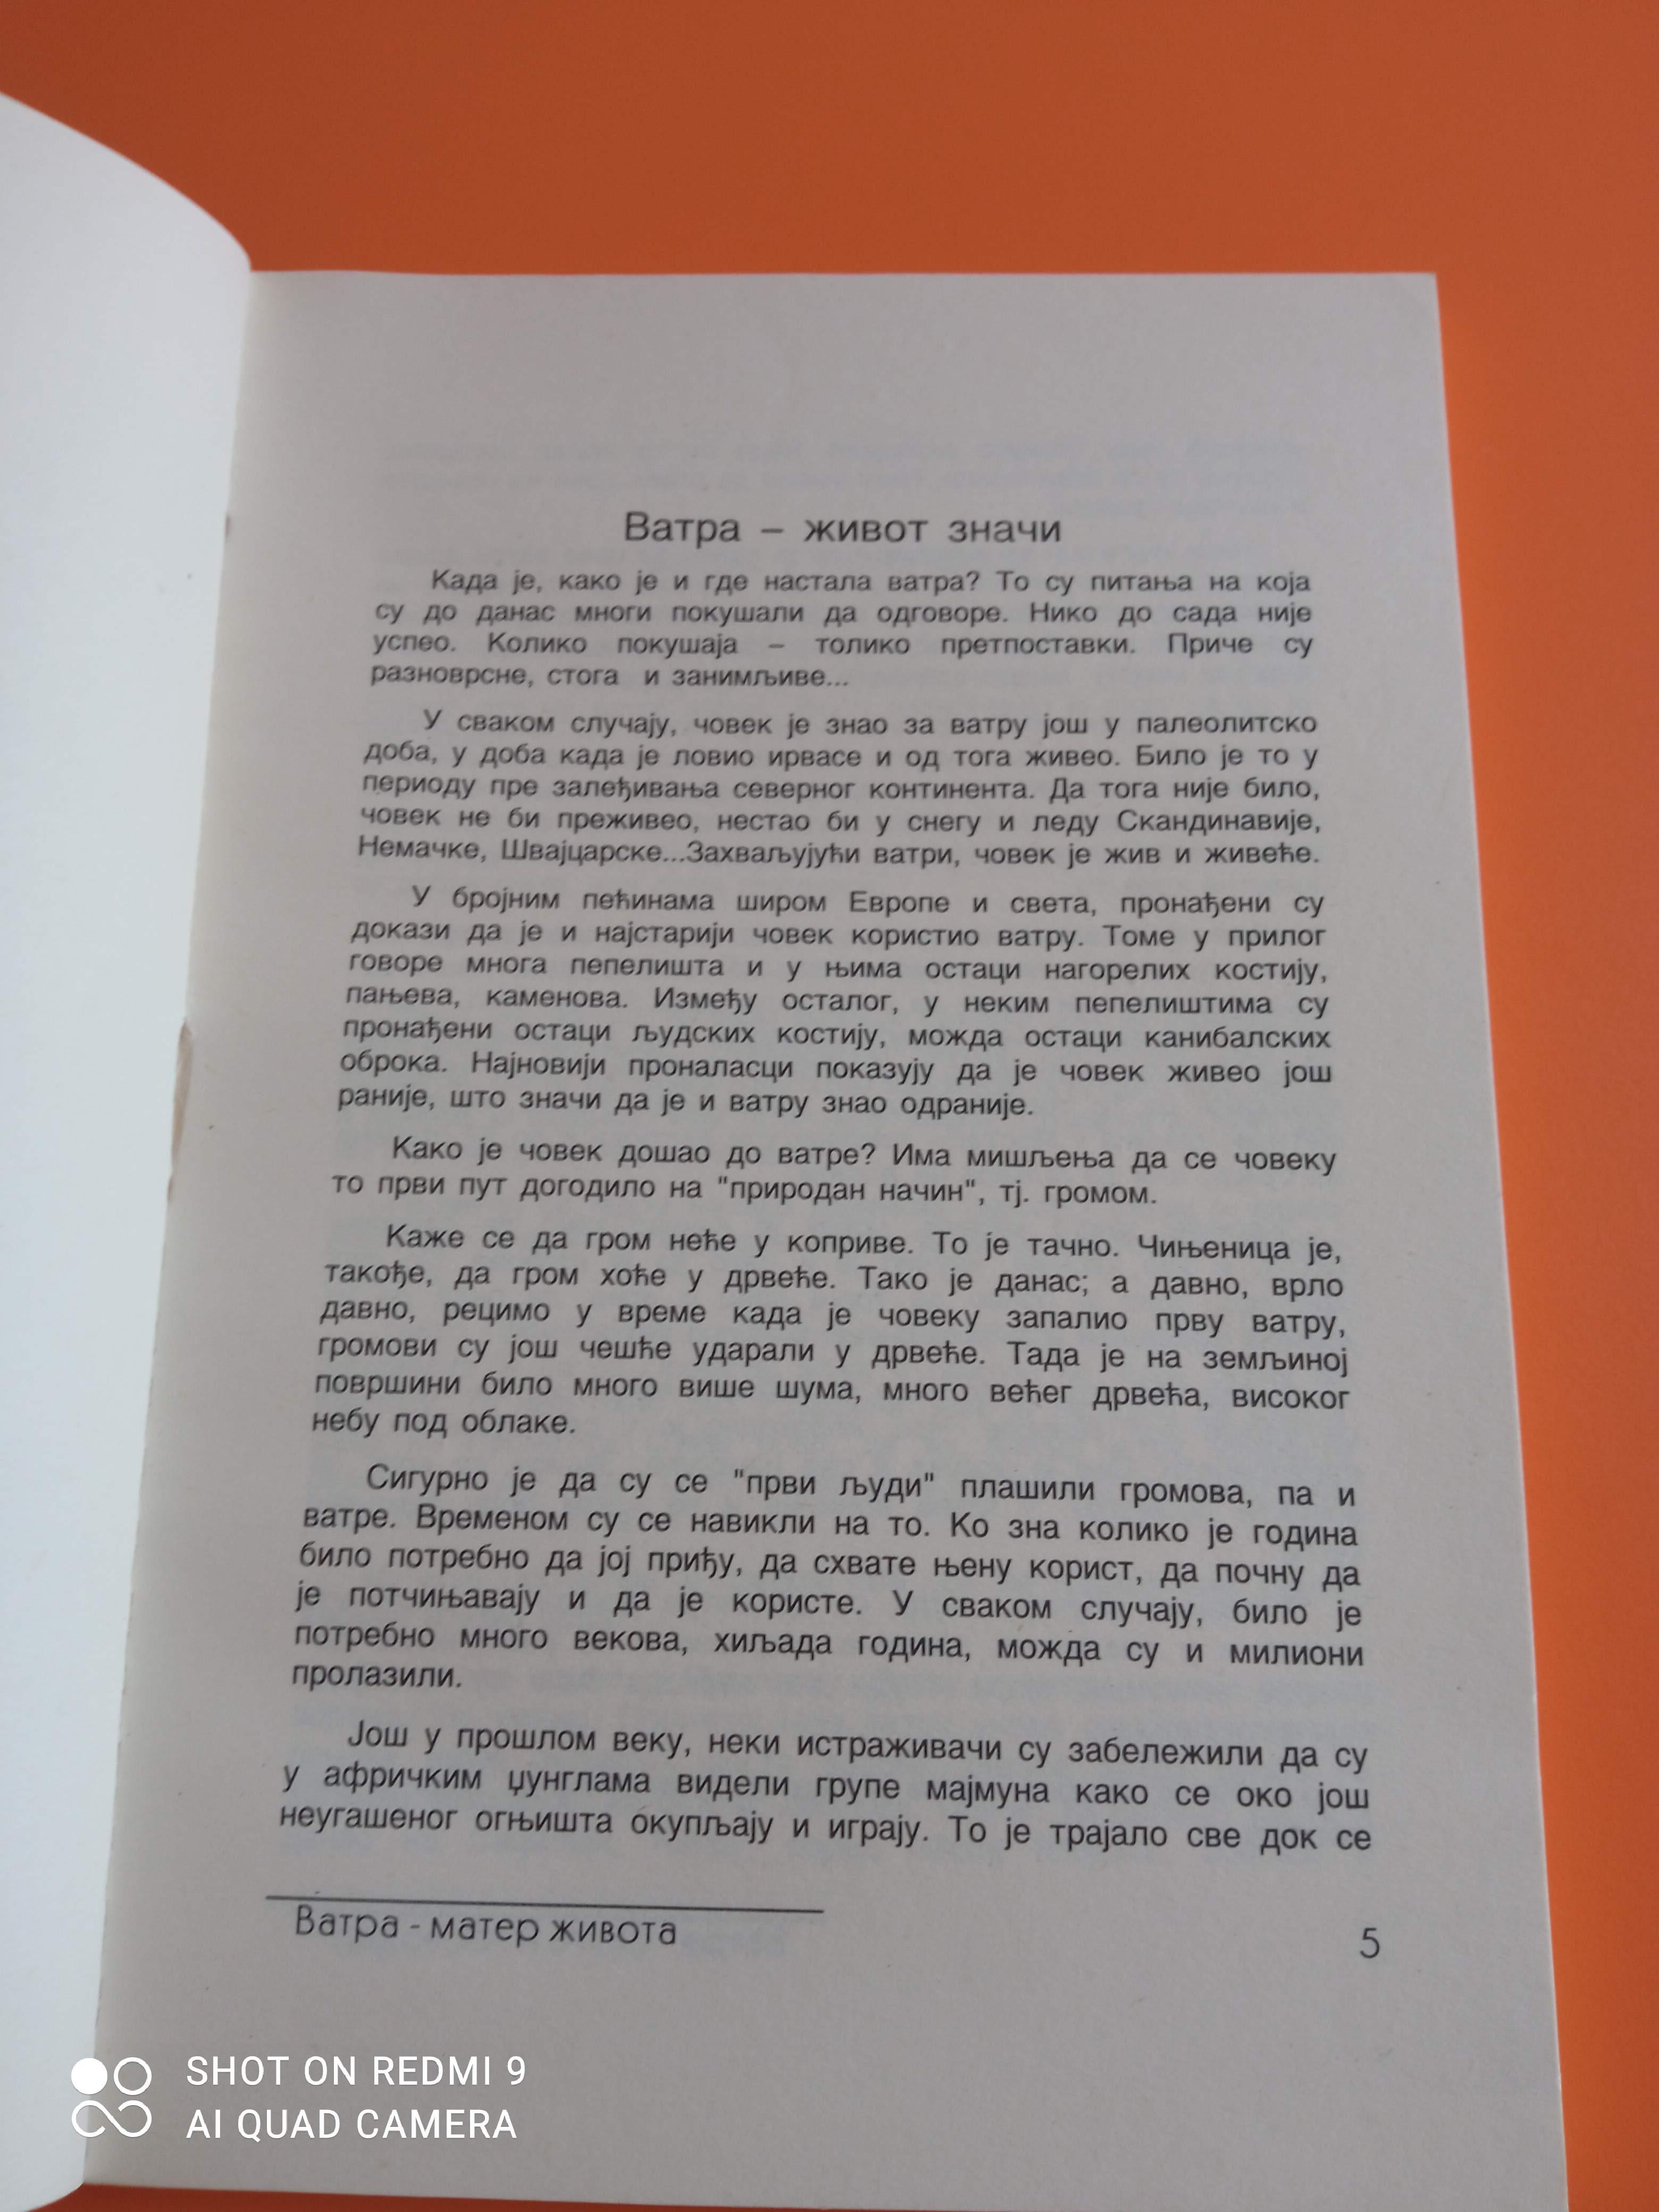 Ватра – живот значи
Када је, како је и где настала ватра? То су питања на која
су до данас многи покушали да одговоре. Нико до сада није
успео. Колико покушаја – толико претпоставки. Приче су
разноврсне, стога и занимљиве...
У сваком случају, човек је знао за ватру још у палеолитско
доба, у доба када је ловио ирвасе и од тога живео. Било је то у
периоду пре залеђивања северног континента. Да тога није било,
човек не би преживео, нестао би у снегу и леду Скандинавије,
Немачке, Швајцарске...Захваљујући ватри, човек је жив и живеће.
У бројним пећинама широм Европе и света, пронађени су
докази да је и најстарији човек користио ватру. Томе у прилог
говоре многа пепелишта и у њима остаци нагорелих костију,
пањева, каменова. Између осталог, у неким пепелиштима су
пронађени остаци људских костију, можда остаци канибалских
оброка. Најновији проналасци показују да је човек живео још
раније, што значи да је и ватру знао одраније.
Како је човек дошао до ватре? Има мишљења да се човеку
то први пут догодило на "природан начин", тј. громом.
Каже се да гром неће у коприве. То је тачно. Чињеница је,
такође, да гром хоће у дрвеће. Тако је данас; а давно, врло
давно, рецимо у време када је човеку запалио прву ватру,
громови су још чешће ударали у дрвеће. Тада је на земљиној
површини било много више шума, много већег дрвећа, високог
небу под облаке.
Сигурно је да су се "први људи" плашили громова, па и
ватре. Временом су се навикли на то. Ко зна колико је година
било потребно да јој приђу, да схвате њену корист, да почну да
је потчињавају и да је користе. У сваком случају, било је
потребно много векова, хиљада година, можда су и милиони
пролазили.
Још у прошлом веку, неки истраживачи су забележили да су
у афричким џунглама видели групе мајмуна како се око још
неугашеног огњишта окупљају и играју. То је трајало све док се
Ватра - матер живота
5
SHOT ON REDMI 9
AI QUAD CAMERA